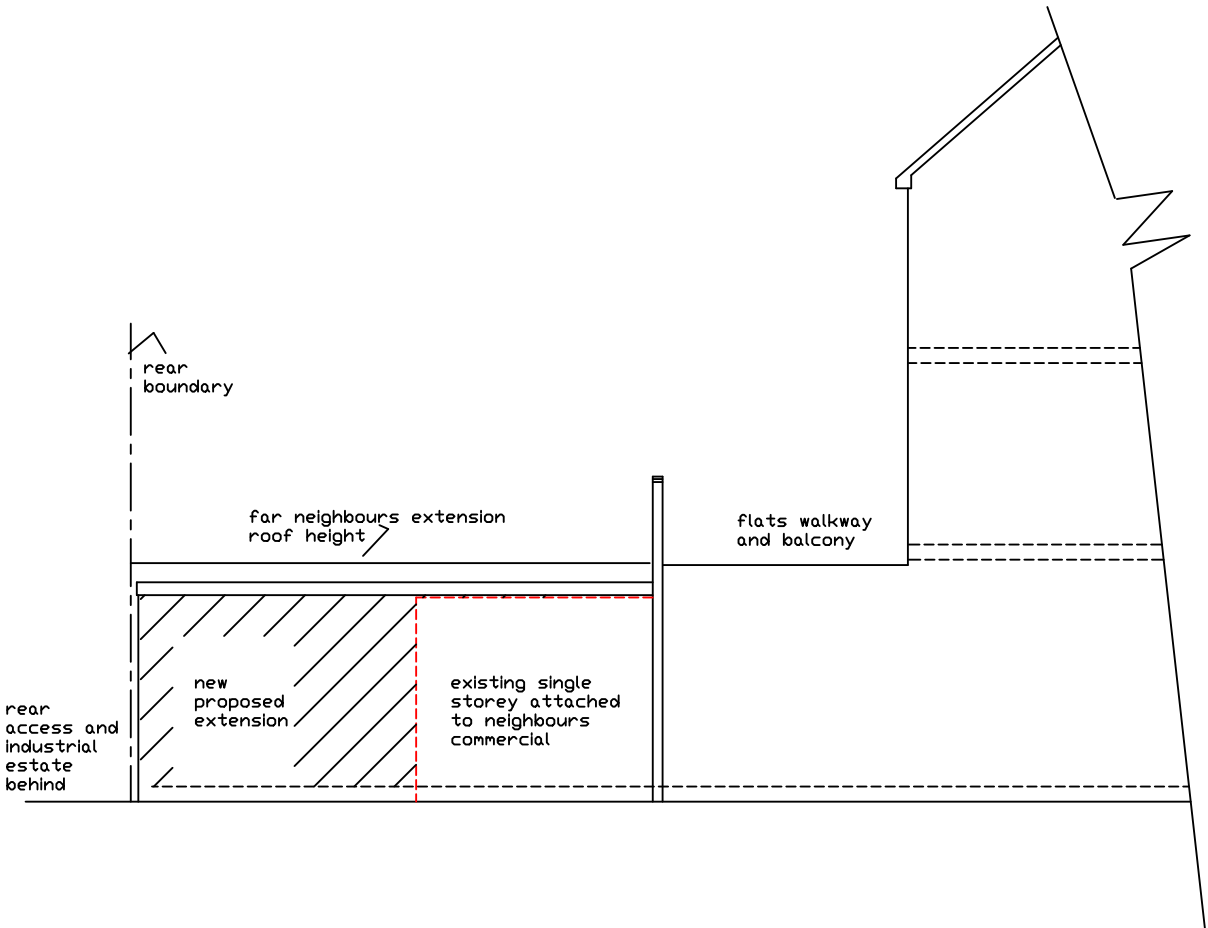 rear
boundary
far neighbours extension
roof height
flats walkway
and balcony
new
proposed
extension
existing single
storey attached
to neighbours
commercial
rear
access and
industrial
estate
behind